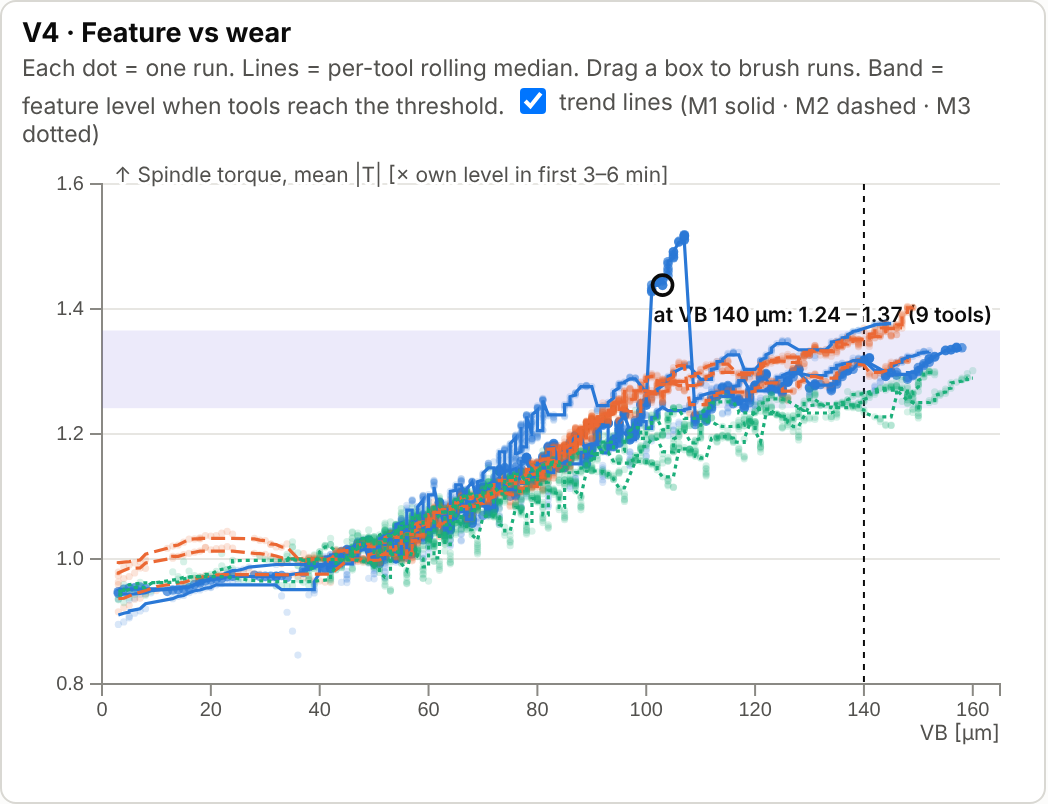 V4 · Feature vs wear
Each dot = one run. Lines = per-tool rolling median. Drag a box to brush runs. Band =
feature level when tools reach the threshold. trend lines (M1 solid · M2 dashed · M3
dotted)
↑ Spindle torque, mean |T| [× own level in first 3–6 min]
1.6
1.4
at VB 140 µm: 1.24 – 1.37 (9 tools)
1.2
1.0
0.8
0 20 40 60 80 100 120 140 160
VB [µm]